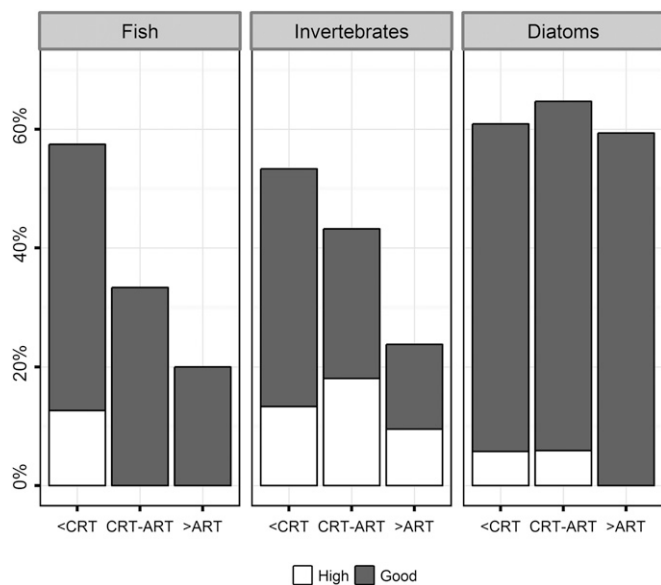 Fish Invertebrates Diatoms
60%
40%
20%
0%
<CRT CRT-ART >ART <CRT CRT-ART >ART <CRT CRT-ART >ART
High Good